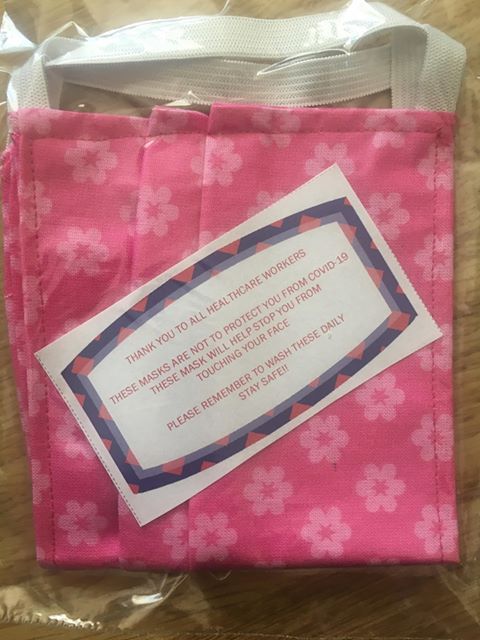 THANK YOU TO ALL HEALTHCARE WORKERS
THESE MASKS ARE NOT TO PROTECT YOU FROM COVID-19
THESE MASK WILL HELP STOP YOU FROM
TOUCHING YOUR FACE
PLEASE REMEMBER TO WASH THESE DAILY
STAY SAFE!!